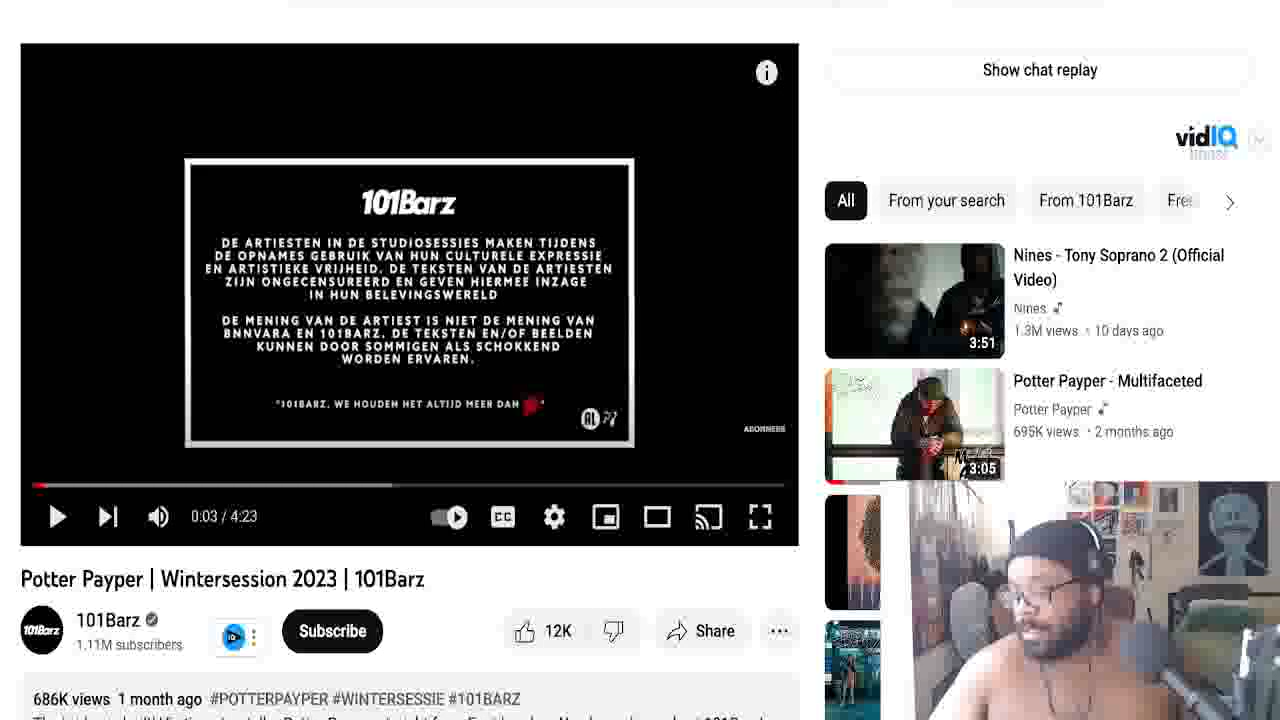 Show chat replay
vidIQ
All
From your search
From 101Barz
101Barz
DE ARTIESTEN IN DE STUDIOSESSIES MAKEN TIJDENS
DE OPNAMES GEBRUIK VAN HUN CULTURELE EXPRESSIE
EN ARTISTIEKE VRIJHEID. DE TEKSTEN VAN DE ARTIESTEN
ZIJN ONGECENSUREERD EN GEVEN HIERMEE INZAGE
IN HUN BELEVINGSWERELD
DE MENING VAN DE ARTIEST IS NIET DE MENING VAN
BNNVARA EN 101BARZ. DE TEKSTEN EN/OF BEELDEN
KUNNEN DOOR SOMMIGEN ALS SCHOKKEND
WORDEN ERVAREN.
"101BARZ, WE HOUDEN HET ALTIJD MEER DAN
AL
ABONNEER
0:03 / 4:23
CC
Nines - Tony Soprano 2 (Official
Video)
Nines
1.3M views • 10 days ago
3:51
Potter Payper - Multifaceted
Potter Payper
695K views • 2 months ago
3:05
Potter Payper | Wintersession 2023 | 101Barz
101Barz
101Barz
1.11M subscribers
Subscribe
12K
Share
686K views 1 month ago #POTTERPAYPER #WINTERSESSIE #101BARZ